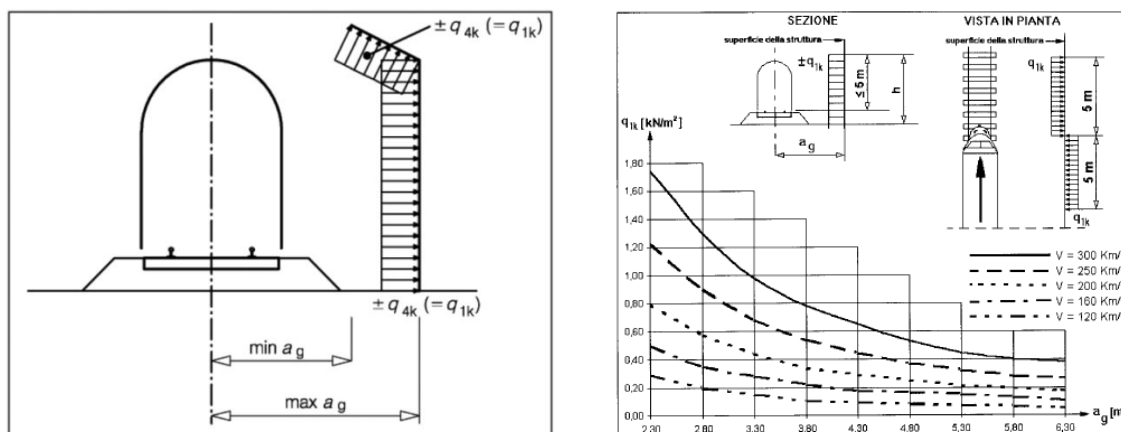 ± q4k (= q1k)
± q4k (= q1k)
min ag
max ag
SEZIONE
superficie della struttura
± q1k
≤ 5 m
h
ag
VISTA IN PIANTA
superficie della struttura
q1k
5 m
5 m
q1k
q1k [kN/m²]
1,80
1,60
1,40
1,20
1,00
0,80
0,60
0,40
0,20
0,00
2,30 2,80 3,30 3,80 4,30 4,80 5,30 5,80 6,30
ag [m
V = 300 Km/
V = 250 Km/
V = 200 Km/
V = 160 Km/
V = 120 Km/